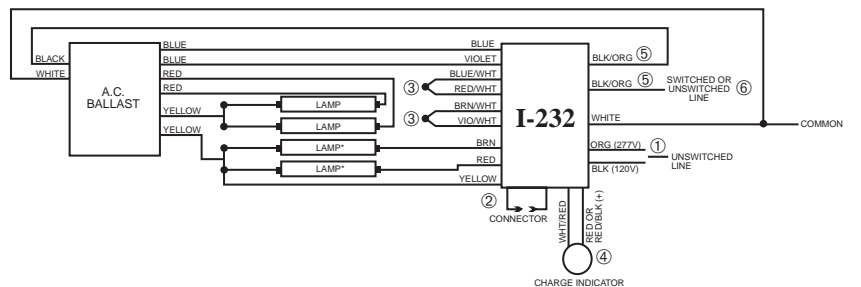 BLACK
WHITE
A.C.
BALLAST
BLUE
BLUE
RED
RED
YELLOW
YELLOW
LAMP
LAMP
LAMP*
LAMP*
BLUE
VIOLET
BLUE/WHT
③
RED/WHT
BRN/WHT
③
VIO/WHT
BRN
RED
YELLOW
I-232
BLK/ORG ⑤
BLK/ORG ⑤
SWITCHED OR
UNSWITCHED ⑥
LINE
WHITE
COMMON
ORG (277V) ①
UNSWITCHED
LINE
BLK (120V)
②
CONNECTOR
WHT/RED
RED OR
RED/BLK (+)
④
CHARGE INDICATOR